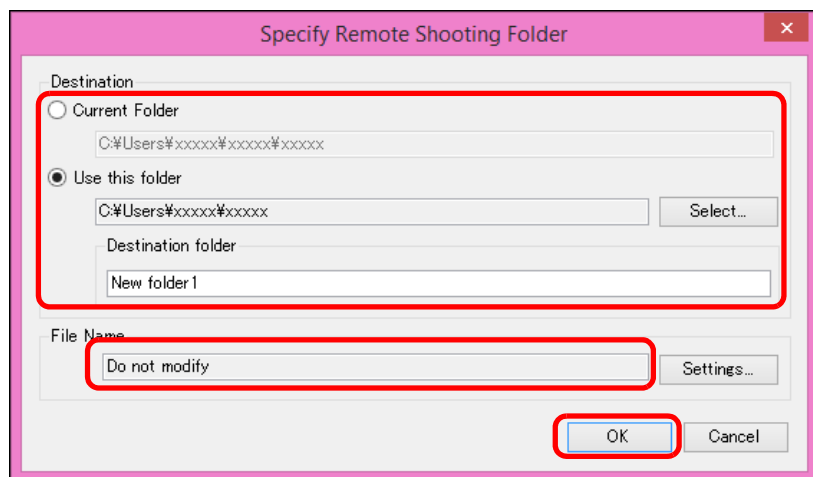 Specify Remote Shooting Folder
Destination
Current Folder
C:¥Users¥xxxxx¥xxxxx¥xxxxx
Use this folder
C:¥Users¥xxxxx¥xxxxx
Select...
Destination folder
New folder1
File Name
Do not modify
Settings...
OK
Cancel